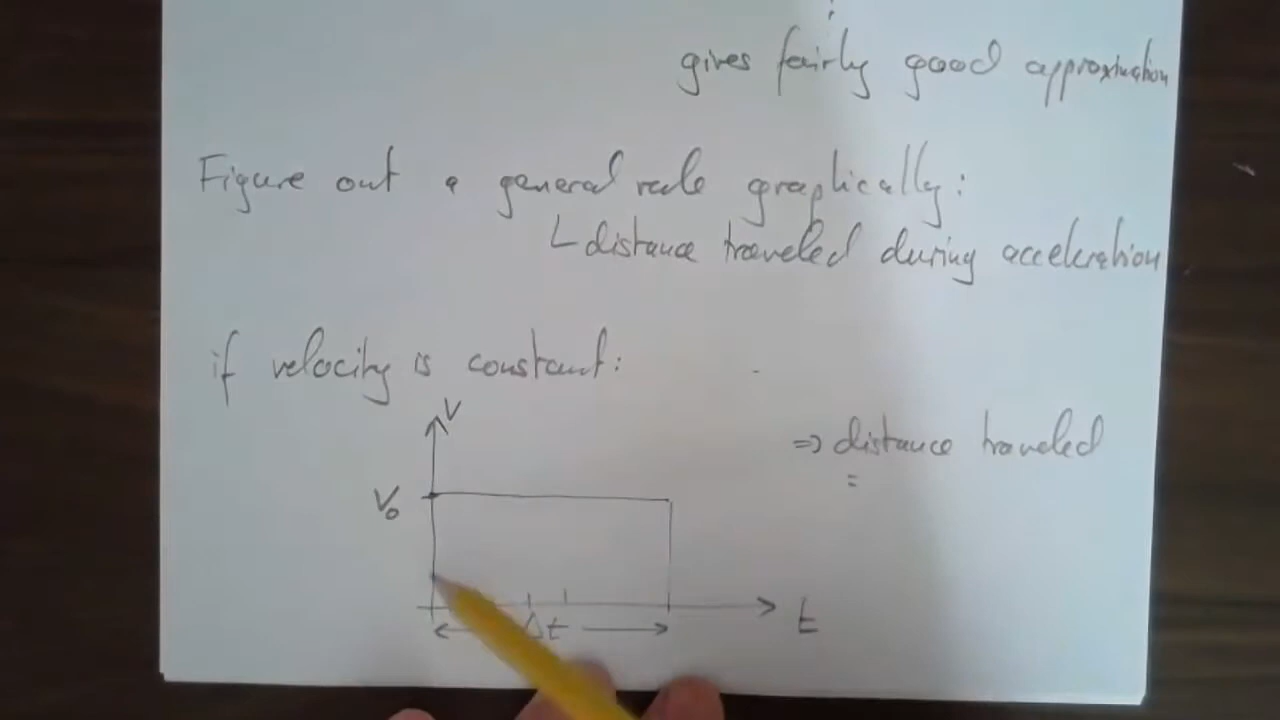 gives fairly good approximation
Figure out a general rule graphically:
distance traveled during acceleration
if velocity is constant:
V
⇒ distance traveled
=
V₀
Δt
t